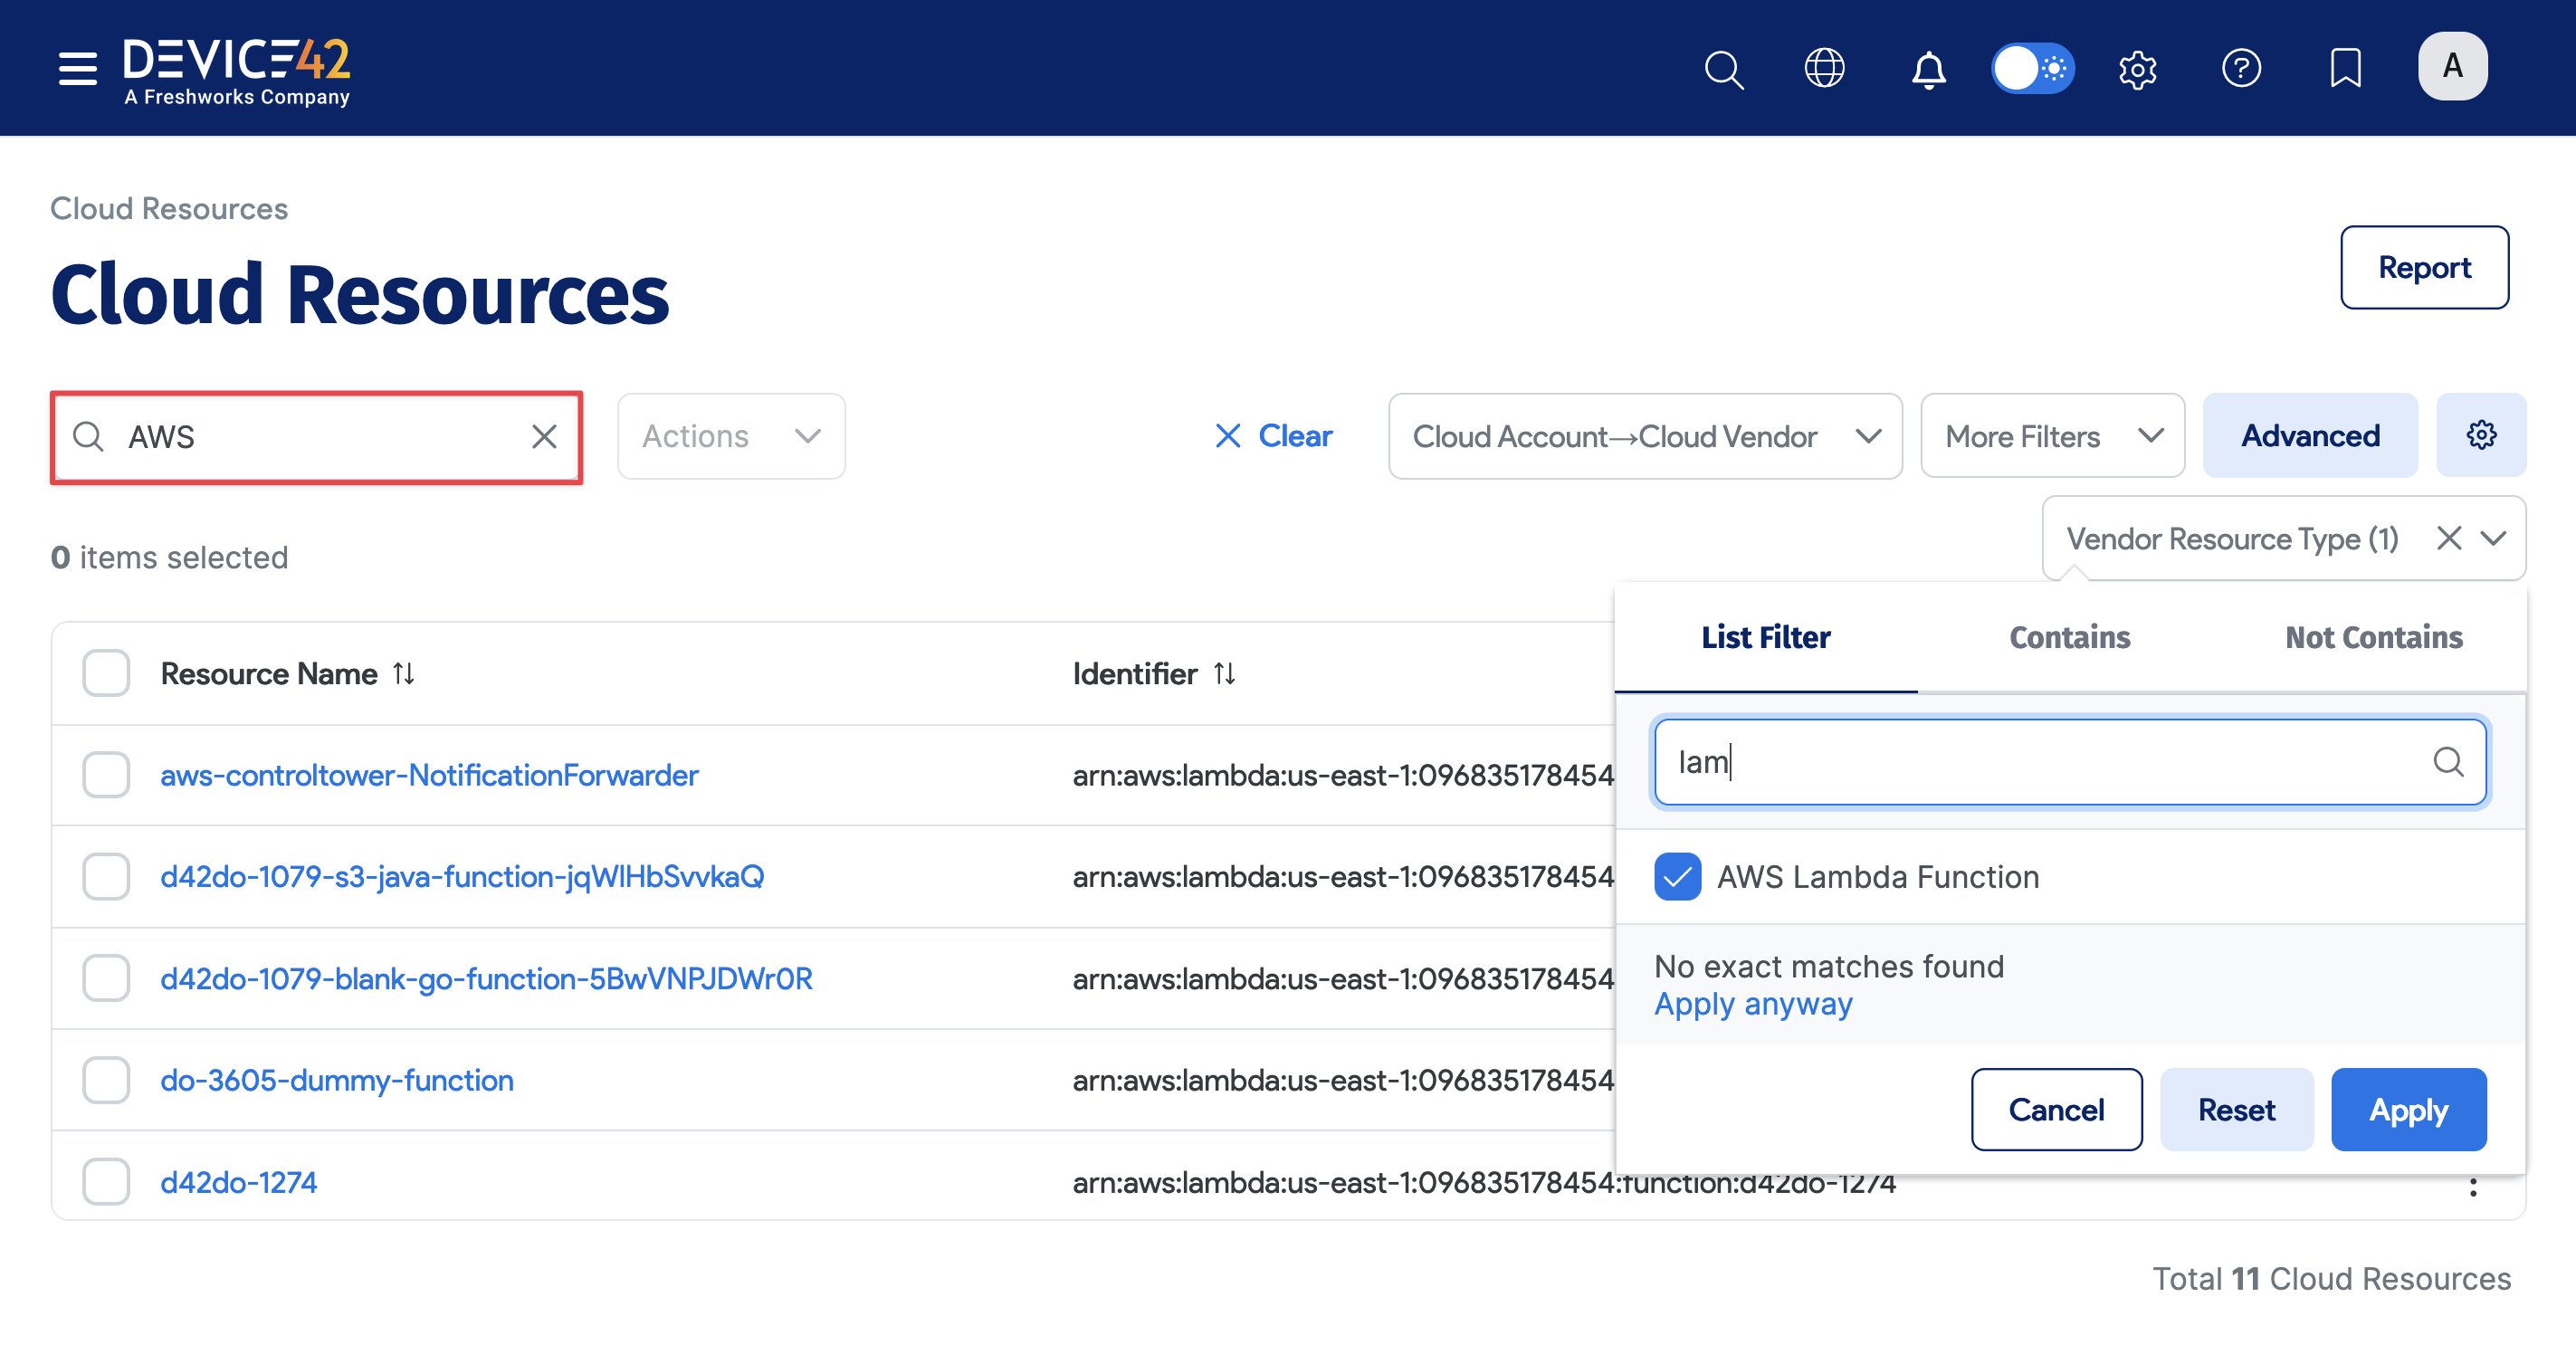 DEVICE42
A Freshworks Company
A
Cloud Resources
Cloud Resources
Report
AWS
Actions
Clear
Cloud Account→Cloud Vendor
More Filters
Advanced
Vendor Resource Type (1)
0 items selected
List Filter
Contains
Not Contains
lam
AWS Lambda Function
No exact matches found
Apply anyway
Cancel
Reset
Apply
Resource Name
Identifier
aws-controltower-NotificationForwarder
arn:aws:lambda:us-east-1:096835178454
d42do-1079-s3-java-function-jqWlHbSvvkaQ
arn:aws:lambda:us-east-1:096835178454
d42do-1079-blank-go-function-5BwVNPJDWr0R
arn:aws:lambda:us-east-1:096835178454
do-3605-dummy-function
arn:aws:lambda:us-east-1:096835178454
d42do-1274
arn:aws:lambda:us-east-1:096835178454:function:d42do-1274
Total 11 Cloud Resources